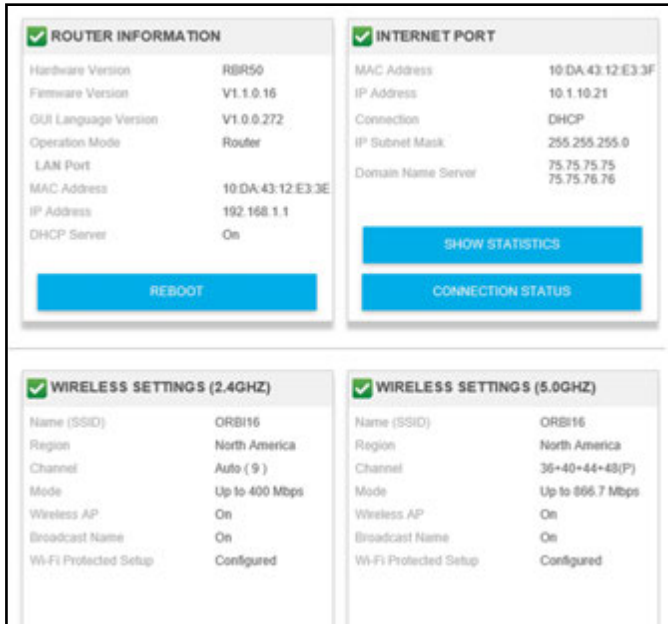 ROUTER INFORMATION
Hardware Version RBR50
Firmware Version V1.1.0.16
GUI Language Version V1.0.0.272
Operation Mode Router
LAN Port
MAC Address 10:DA:43:12:E3:3E
IP Address 192.168.1.1
DHCP Server On
REBOOT
INTERNET PORT
MAC Address 10:DA:43:12:E3:3F
IP Address 10.1.10.21
Connection DHCP
IP Subnet Mask 255.255.255.0
Domain Name Server 75.75.75.75
75.75.76.76
SHOW STATISTICS
CONNECTION STATUS
WIRELESS SETTINGS (2.4GHZ)
Name (SSID) ORBI16
Region North America
Channel Auto ( 9 )
Mode Up to 400 Mbps
Wireless AP On
Broadcast Name On
Wi-Fi Protected Setup Configured
WIRELESS SETTINGS (5.0GHZ)
Name (SSID) ORBI16
Region North America
Channel 36+40+44+48(P)
Mode Up to 866.7 Mbps
Wireless AP On
Broadcast Name On
Wi-Fi Protected Setup Configured